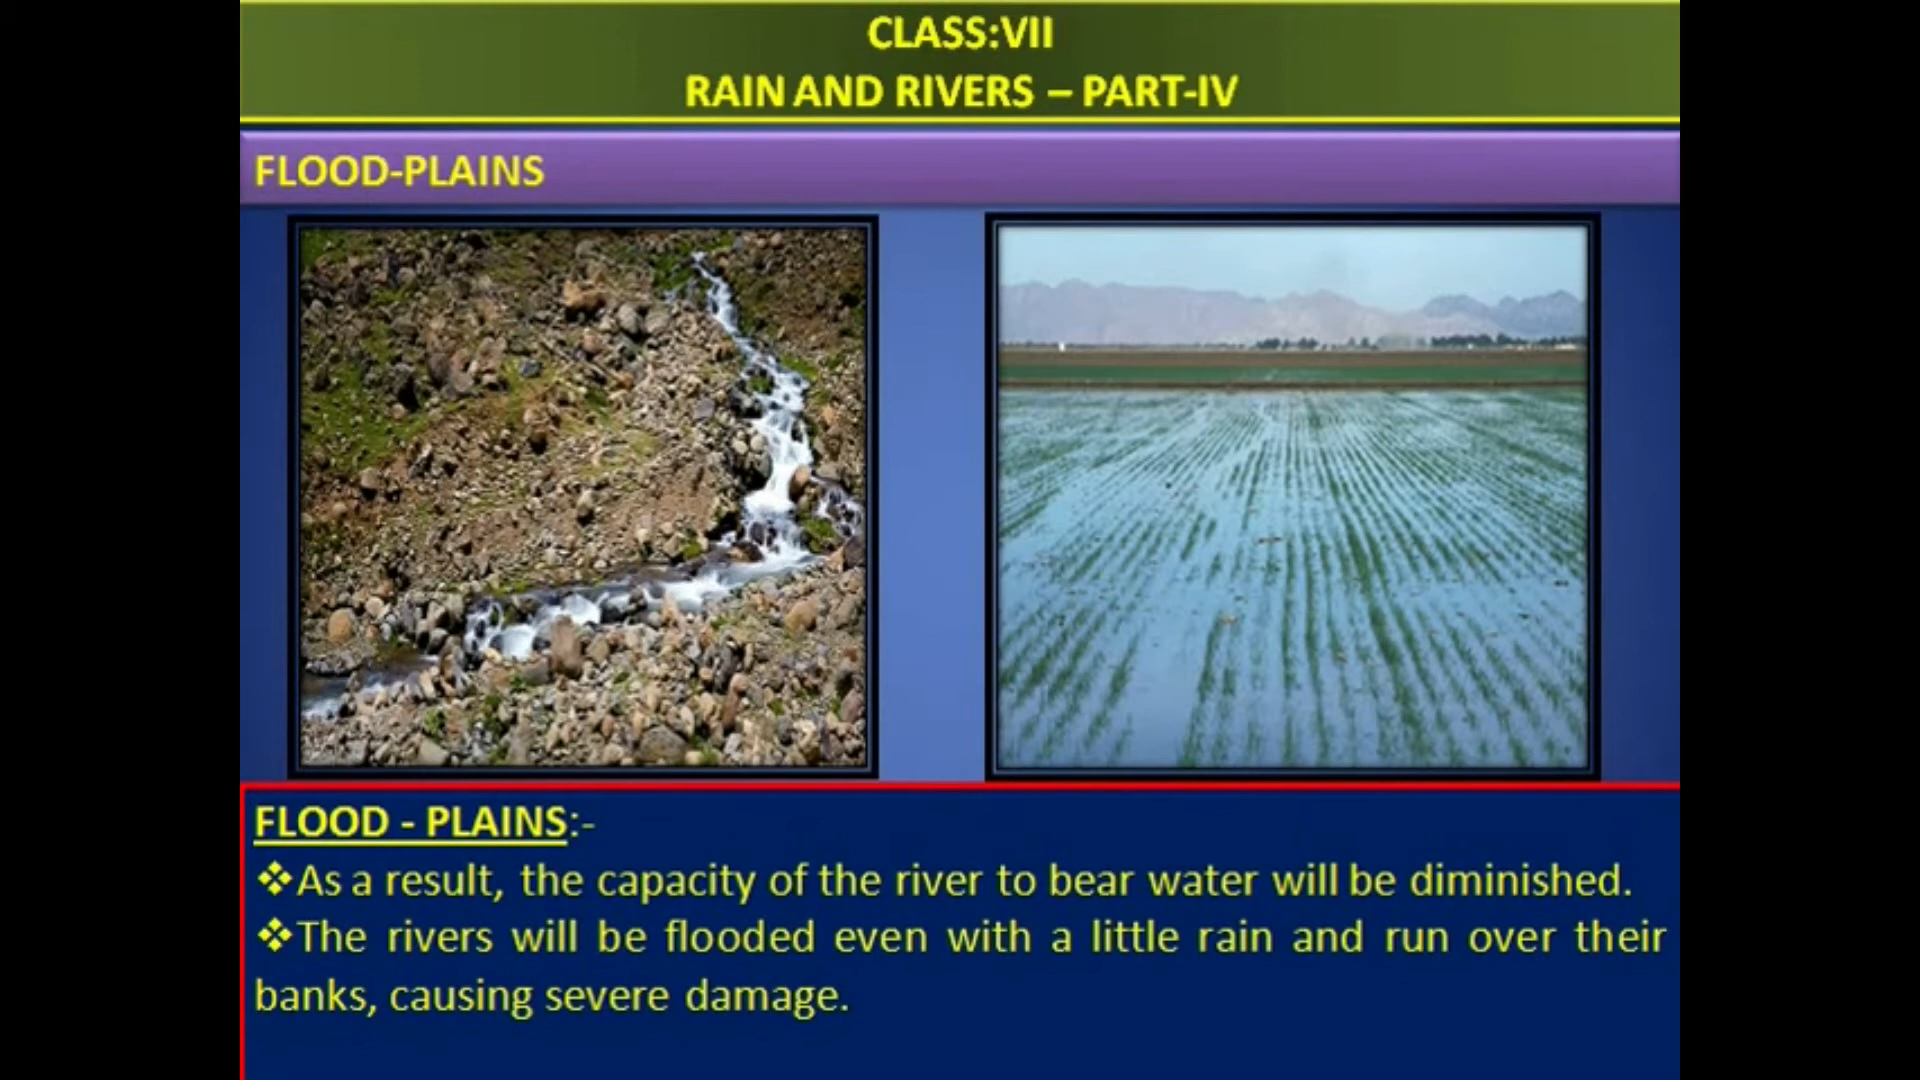 CLASS:VII
RAIN AND RIVERS – PART-IV
FLOOD-PLAINS
FLOOD - PLAINS:-
❖As a result, the capacity of the river to bear water will be diminished.
❖The rivers will be flooded even with a little rain and run over their
banks, causing severe damage.